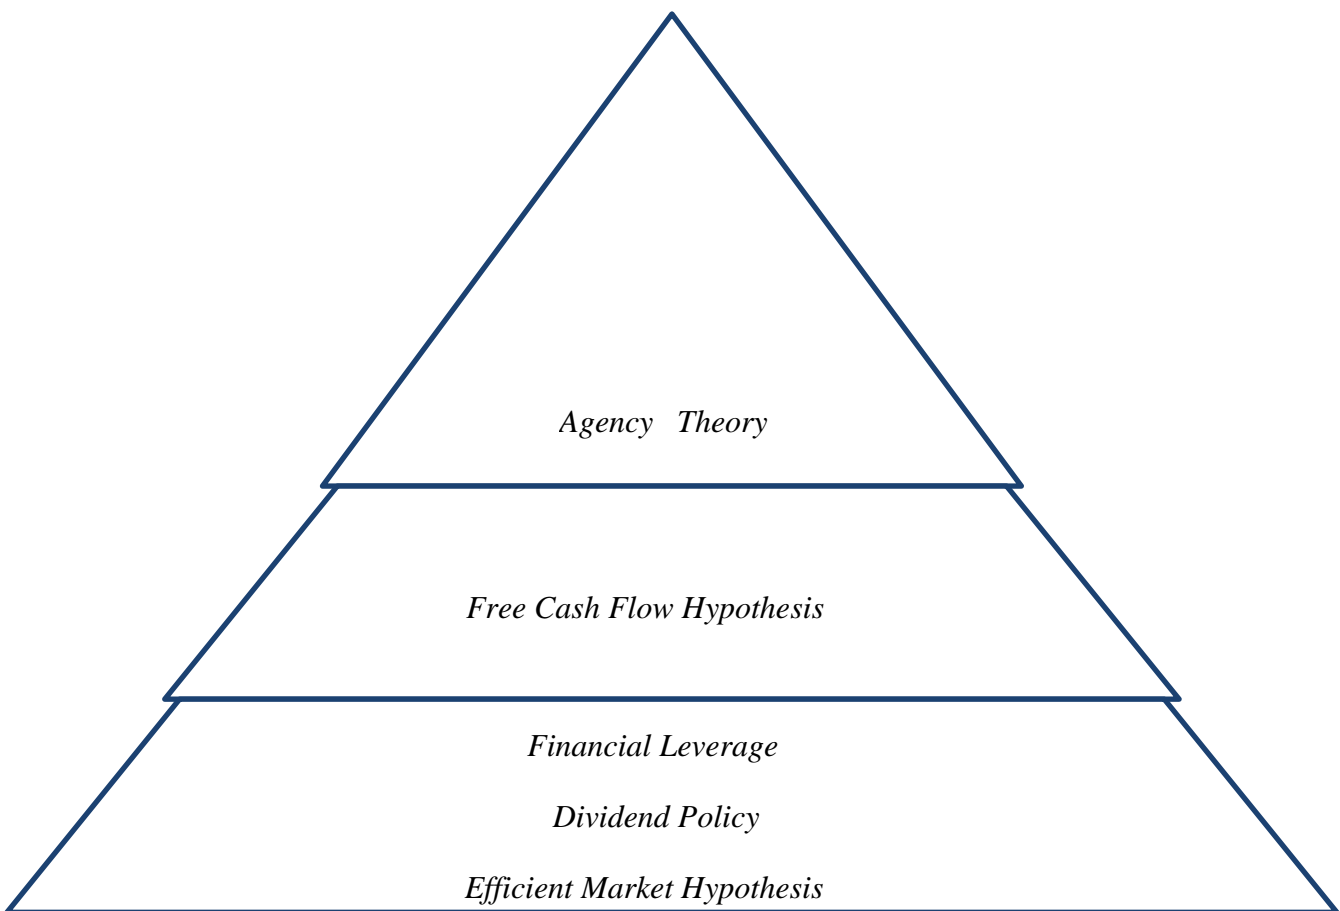 Agency Theory
Free Cash Flow Hypothesis
Financial Leverage
Dividend Policy
Efficient Market Hypothesis